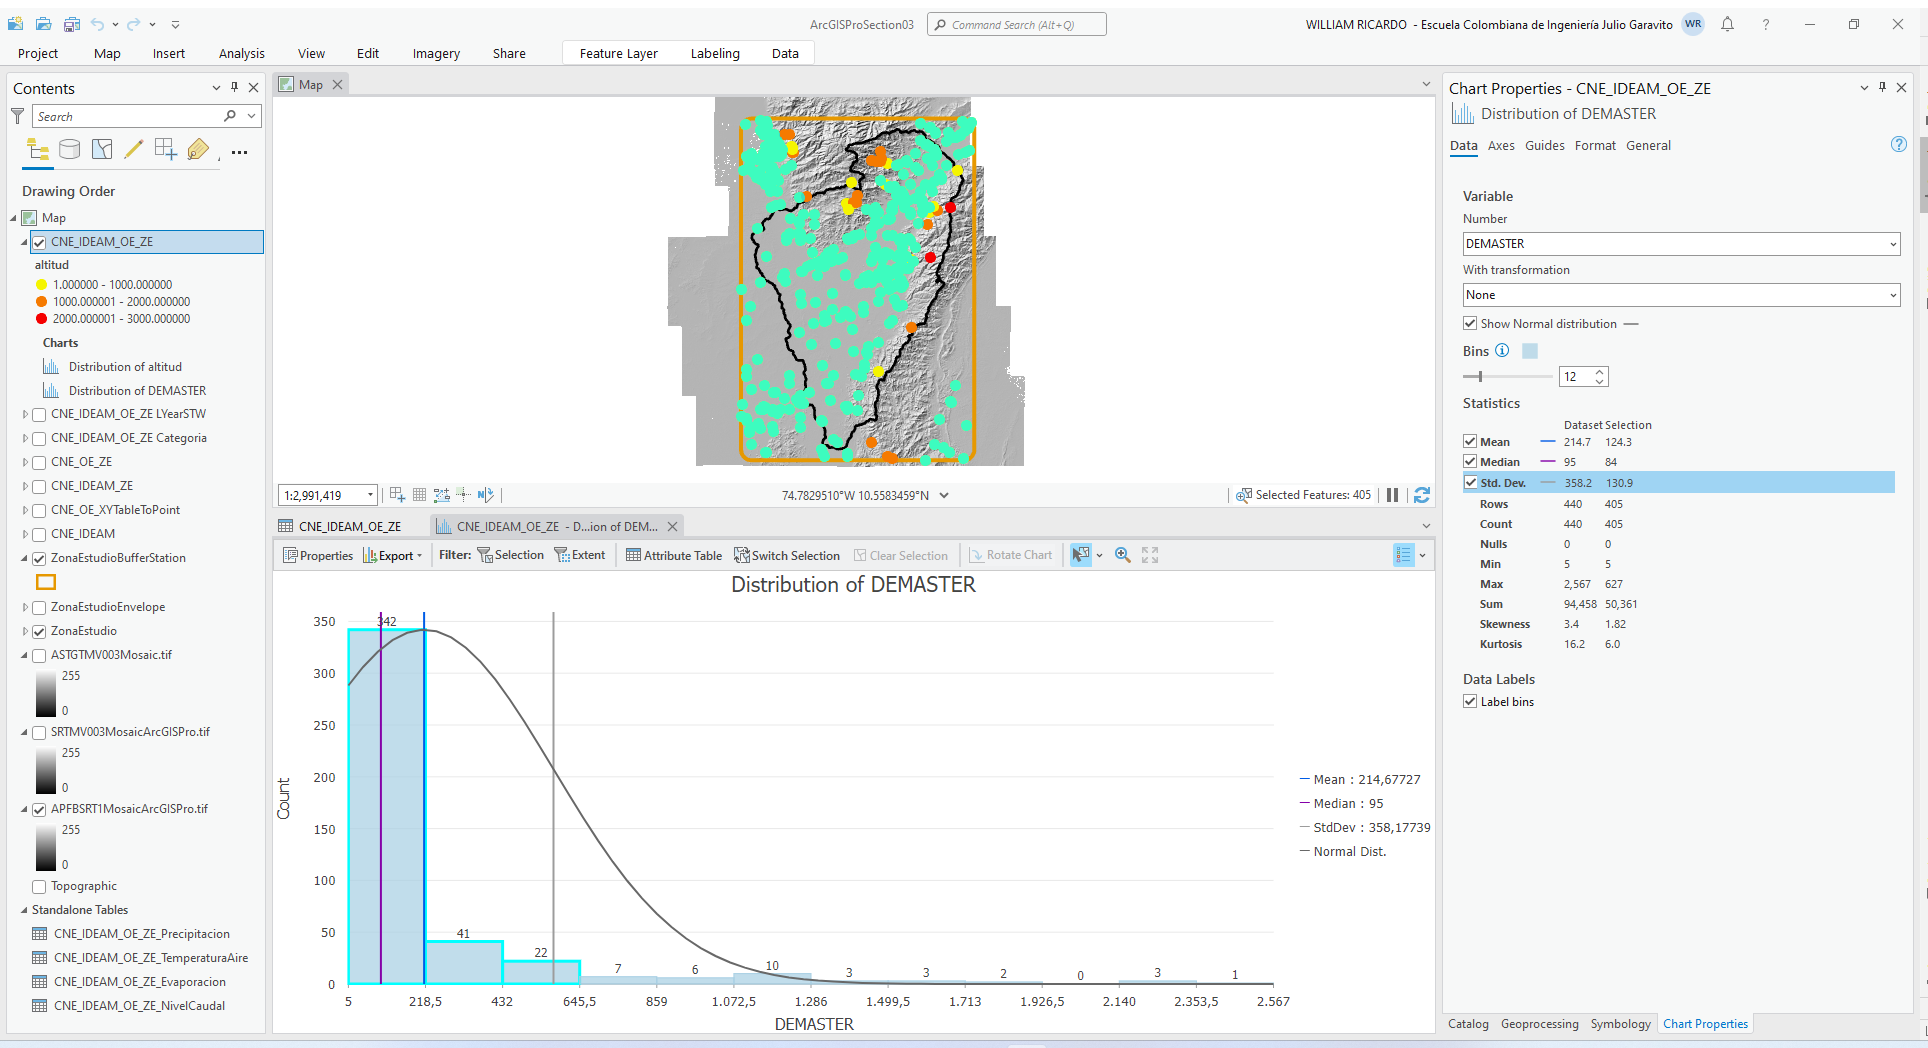 ArcGISProSection03
Command Search (Alt+Q)
WILLIAM RICARDO - Escuela Colombiana de Ingeniería Julio Garavito
WR
?
Project
Map
Insert
Analysis
View
Edit
Imagery
Share
Feature Layer
Labeling
Data
Contents
Search
Drawing Order
Map
CNE_IDEAM_OE_ZE
altitud
1.000000 - 1000.000000
1000.000001 - 2000.000000
2000.000001 - 3000.000000
Charts
Distribution of altitud
Distribution of DEMASTER
CNE_IDEAM_OE_ZE LYearSTW
CNE_IDEAM_OE_ZE Categoria
CNE_OE_ZE
CNE_IDEAM_ZE
CNE_OE_XYTableToPoint
CNE_IDEAM
ZonaEstudioBufferStation
ZonaEstudioEnvelope
ZonaEstudio
ASTGTMV003Mosaic.tif
255
0
SRTMV003MosaicArcGISPro.tif
255
0
APFBSRT1MosaicArcGISPro.tif
255
0
Topographic
Standalone Tables
CNE_IDEAM_OE_ZE_Precipitacion
CNE_IDEAM_OE_ZE_TemperaturaAire
CNE_IDEAM_OE_ZE_Evaporacion
CNE_IDEAM_OE_ZE_NivelCaudal
Map
1:2,991,419
74.7829510°W 10.5583459°N
Selected Features: 405
CNE_IDEAM_OE_ZE
CNE_IDEAM_OE_ZE - D...ion of DEM...
Properties
Export
Filter:
Selection
Extent
Attribute Table
Switch Selection
Clear Selection
Rotate Chart
Distribution of DEMASTER
Count
350
300
250
200
150
100
50
0
342
41
22
7
6
10
3
3
2
0
3
1
5
218,5
432
645,5
859
1.072,5
1.286
1.499,5
1.713
1.926,5
2.140
2.353,5
2.567
DEMASTER
Mean : 214,67727
Median : 95
StdDev : 358,17739
Normal Dist.
Chart Properties - CNE_IDEAM_OE_ZE
Distribution of DEMASTER
Data
Axes
Guides
Format
General
?
Variable
Number
DEMASTER
With transformation
None
Show Normal distribution
Bins
12
Statistics
Dataset Selection
Mean 214.7 124.3
Median 95 84
Std. Dev. 358.2 130.9
Rows 440 405
Count 440 405
Nulls 0 0
Min 5 5
Max 2,567 627
Sum 94,458 50,361
Skewness 3.4 1.82
Kurtosis 16.2 6.0
Data Labels
Label bins
Catalog
Geoprocessing
Symbology
Chart Properties